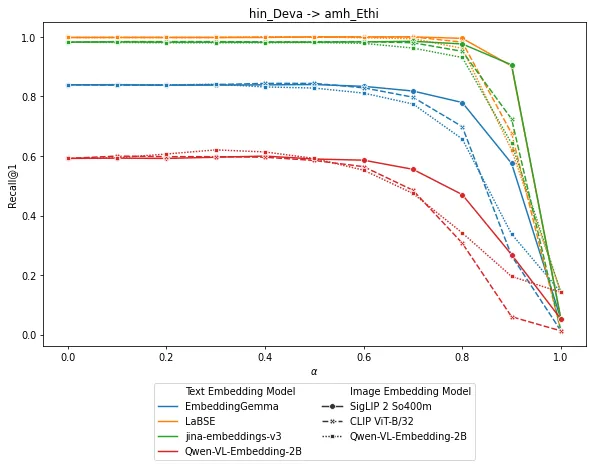 hin_Deva -> amh_Ethi
1.0
0.8
0.6
0.4
0.2
0.0
Recall@1
0.0 0.2 0.4 0.6 0.8 1.0
α
Text Embedding Model
EmbeddingGemma
LaBSE
jina-embeddings-v3
Qwen-VL-Embedding-2B
Image Embedding Model
SigLIP 2 So400m
CLIP ViT-B/32
Qwen-VL-Embedding-2B